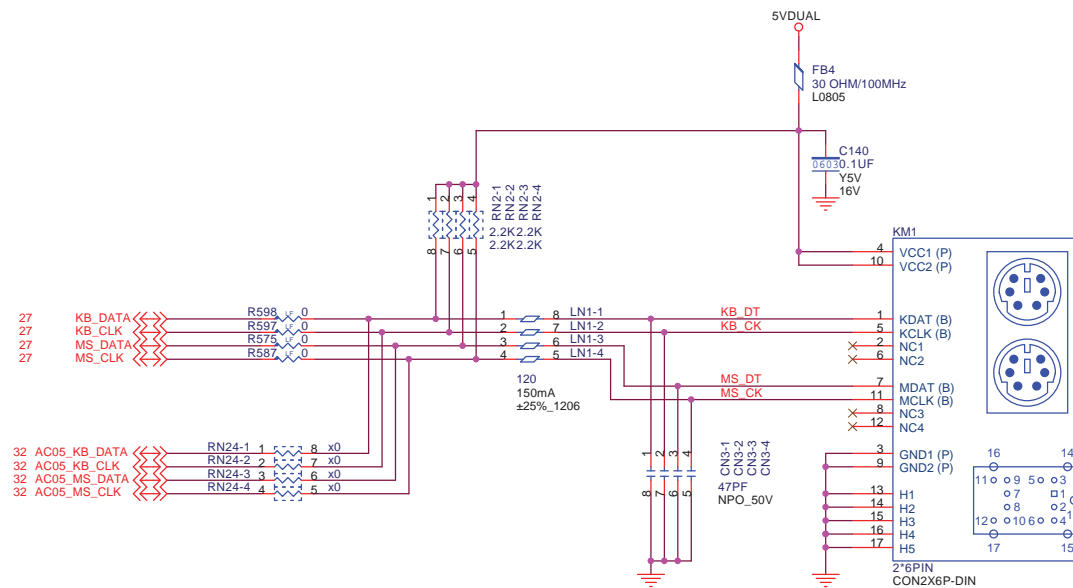 5VDUAL
FB4
30 OHM/100MHz
L0805
C140
0603 0.1UF
Y5V
16V
1 2 3 4
RN2-1
RN2-2
RN2-3
RN2-4
2.2K 2.2K
2.2K 2.2K
8 7 6 5
KM1
4 VCC1 (P)
10 VCC2 (P)
27 KB_DATA R598 LF 0 1 8 LN1-1 KB_DT 1 KDAT (B)
27 KB_CLK R597 LF 0 2 7 LN1-2 KB_CK 5 KCLK (B)
27 MS_DATA R575 LF 0 3 6 LN1-3 2 NC1
27 MS_CLK R587 LF 0 4 5 LN1-4 6 NC2
120
150mA
±25%_1206
MS_DT 7 MDAT (B)
MS_CK 11 MCLK (B)
8 NC3
12 NC4
32 AC05_KB_DATA RN24-1 1 8 x0
32 AC05_KB_CLK RN24-2 2 7 x0
32 AC05_MS_DATA RN24-3 3 6 x0
32 AC05_MS_CLK RN24-4 4 5 x0
1 2 3 4
CN3-1
CN3-2
CN3-3
CN3-4
47PF
NPO_50V
8 7 6 5
3 GND1 (P)
9 GND2 (P)
13 H1
14 H2
15 H3
16 H4
17 H5
16 14
11 9 5 3
7 1
8 2
12 10 6 4
17 15
2*6PIN
CON2X6P-DIN